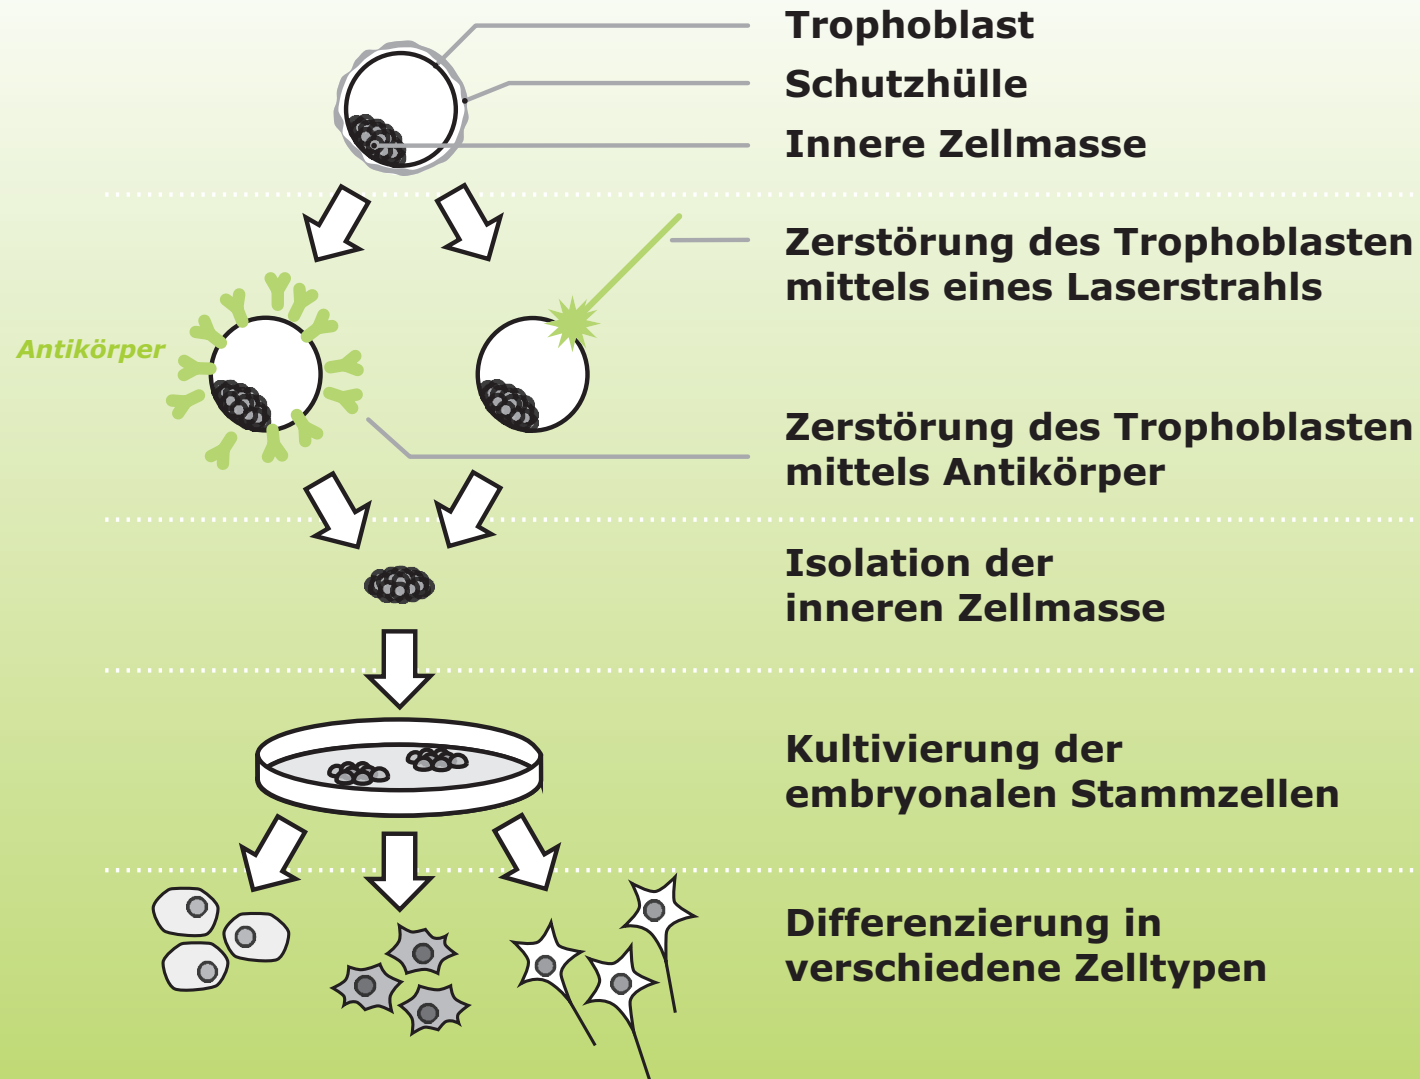 Trophoblast
Schutzhülle
Innere Zellmasse
Zerstörung des Trophoblasten
mittels eines Laserstrahls
Antikörper
Zerstörung des Trophoblasten
mittels Antikörper
Isolation der
inneren Zellmasse
Kultivierung der
embryonalen Stammzellen
Differenzierung in
verschiedene Zelltypen